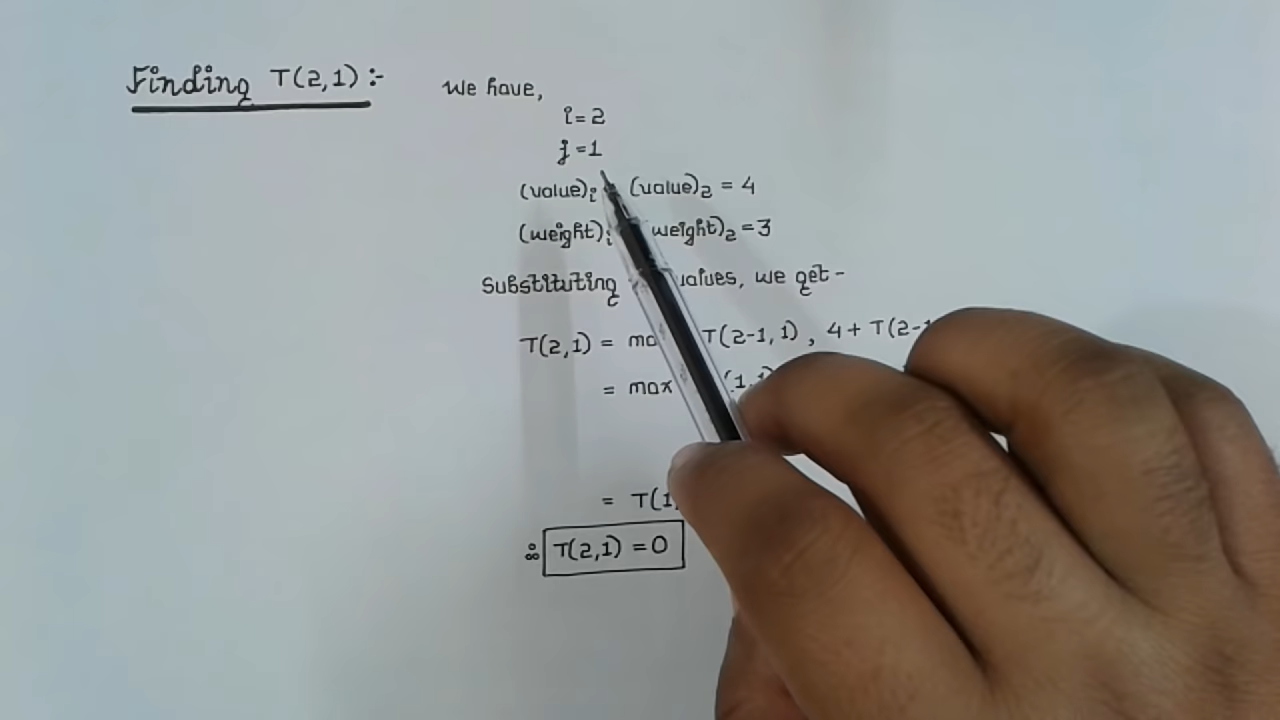 Finding T(2,1) :-
We have,
i = 2
j = 1
(value)i (value)2 = 4
(weight)i weight)2 = 3
Substituting values, we get -
T(2,1) = T(2-1, 1) , 4 + T(2-
= max (1,1)
= T(1,
∴ T(2,1) = 0